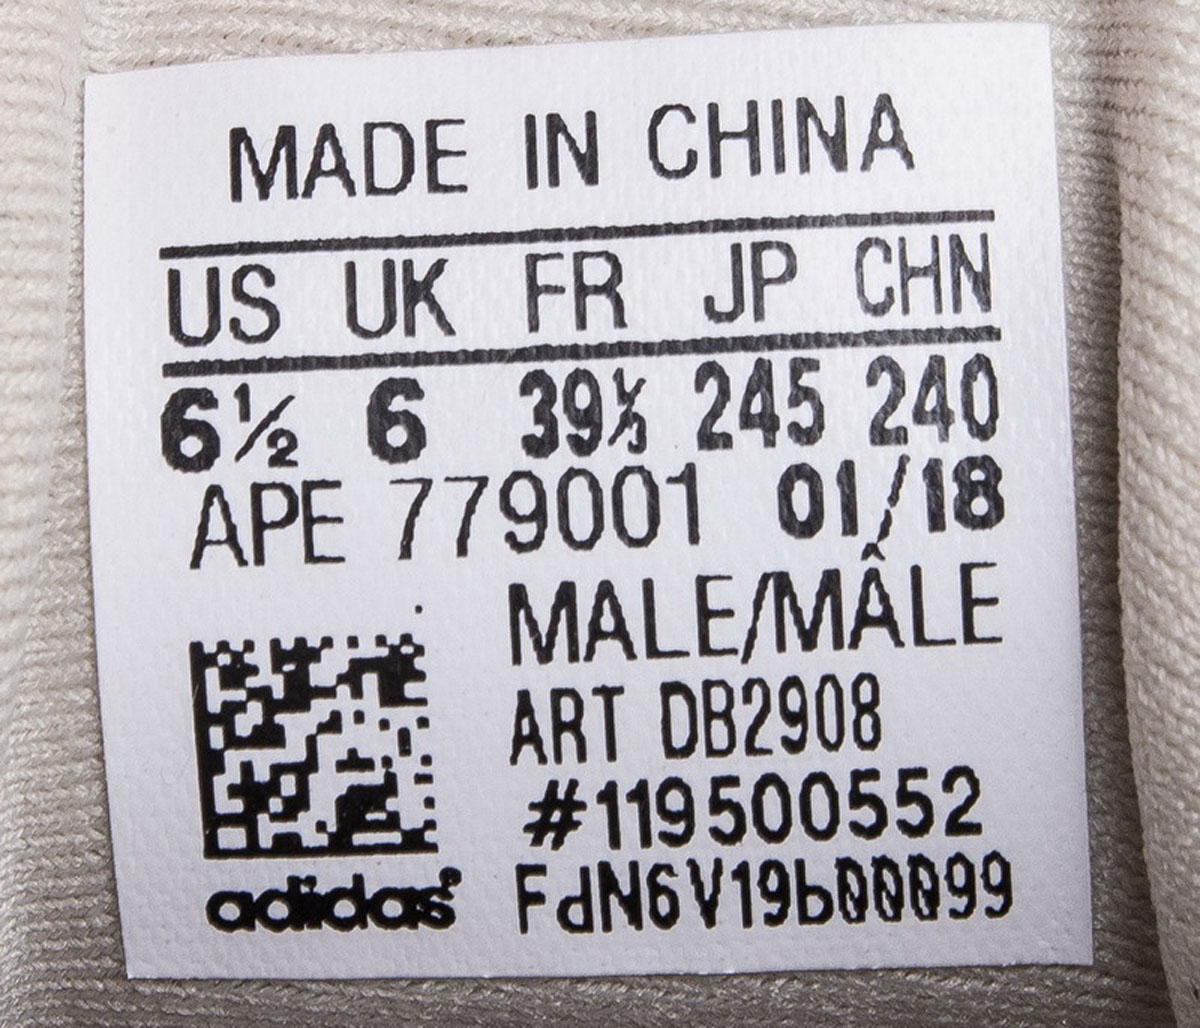 MADE IN CHINA
US UK FR JP CHN
6½ 6 39⅓ 245 240
APE 779001 01/18
MALE/MÂLE
ART DB2908
#119500552
FdN6V19b00099
adidas®